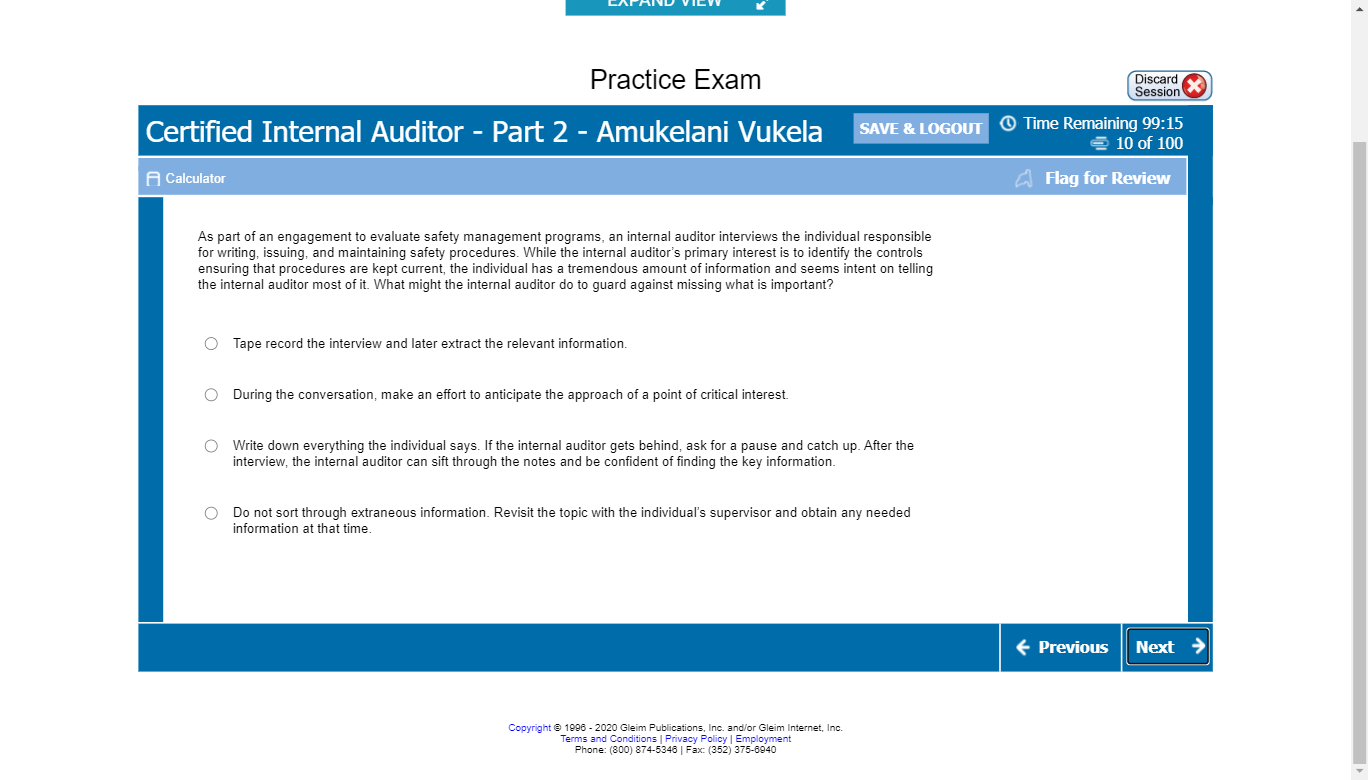 EXPAND VIEW
Practice Exam
Discard
Session
Certified Internal Auditor - Part 2 - Amukelani Vukela
SAVE & LOGOUT
Time Remaining 99:15
10 of 100
Calculator
Flag for Review
As part of an engagement to evaluate safety management programs, an internal auditor interviews the individual responsible
for writing, issuing, and maintaining safety procedures. While the internal auditor's primary interest is to identify the controls
ensuring that procedures are kept current, the individual has a tremendous amount of information and seems intent on telling
the internal auditor most of it. What might the internal auditor do to guard against missing what is important?
Tape record the interview and later extract the relevant information.
During the conversation, make an effort to anticipate the approach of a point of critical interest.
Write down everything the individual says. If the internal auditor gets behind, ask for a pause and catch up. After the
interview, the internal auditor can sift through the notes and be confident of finding the key information.
Do not sort through extraneous information. Revisit the topic with the individual's supervisor and obtain any needed
information at that time.
Previous
Next
Copyright © 1996 - 2020 Gleim Publications, Inc. and/or Gleim Internet, Inc.
Terms and Conditions | Privacy Policy | Employment
Phone: (800) 874-5346 | Fax: (352) 375-6940